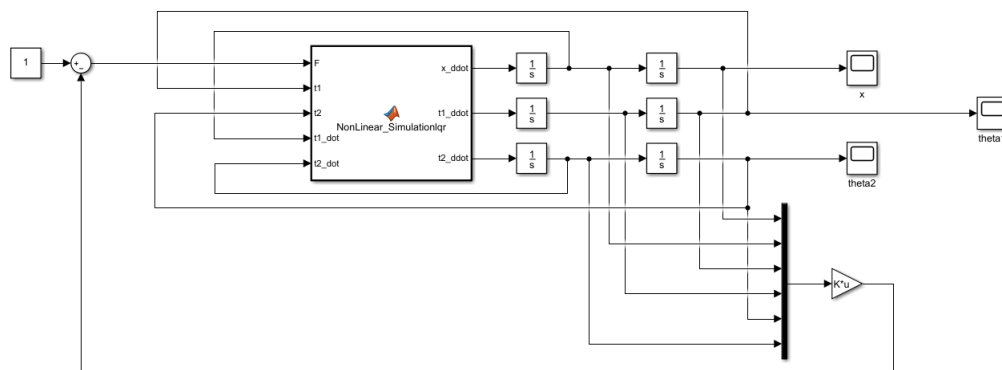 1
+
-
F
t1
t2
t1_dot
t2_dot
NonLinear_Simulationlqr
x_ddot
t1_ddot
t2_ddot
1
s
1
s
1
s
1
s
1
s
1
s
x
theta1
theta2
K*u